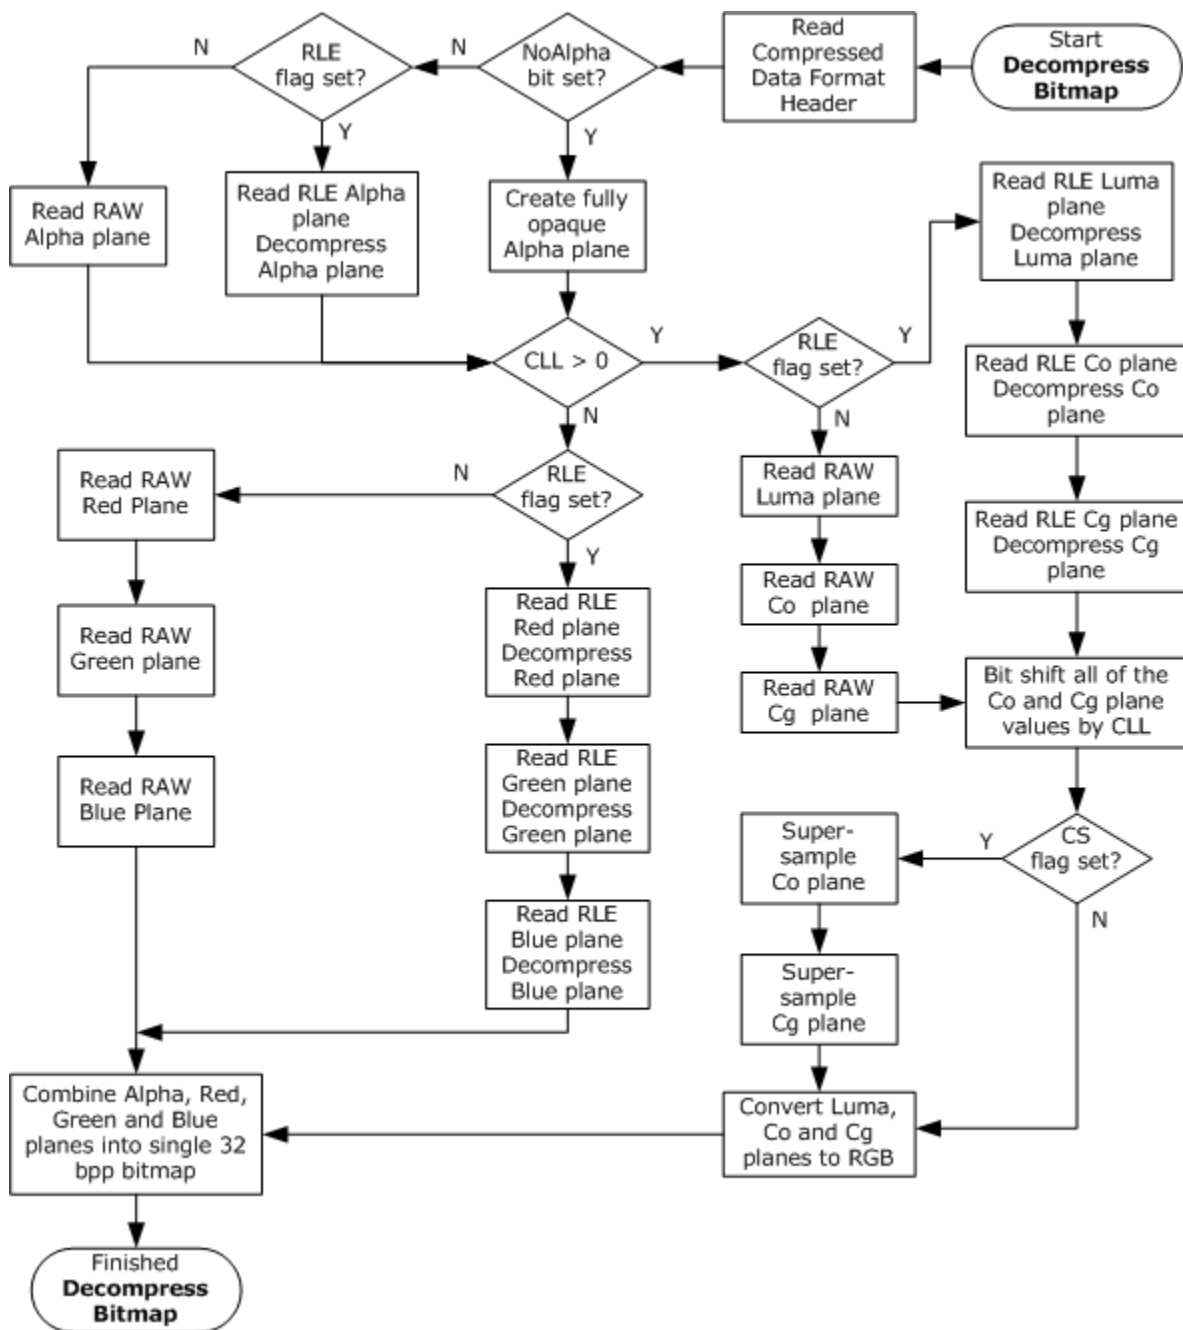 Start
Decompress
Bitmap
Read
Compressed
Data Format
Header
NoAlpha
bit set?
N
Y
RLE
flag set?
N
Y
Read RAW
Alpha plane
Read RLE Alpha
plane
Decompress
Alpha plane
Create fully
opaque
Alpha plane
CLL > 0
Y
N
RLE
flag set?
Y
N
Read RLE Luma
plane
Decompress
Luma plane
Read RLE Co plane
Decompress Co
plane
Read RLE Cg plane
Decompress Cg
plane
Read RAW
Luma plane
Read RAW
Co plane
Read RAW
Cg plane
Bit shift all of the
Co and Cg plane
values by CLL
CS
flag set?
Y
N
Super-
sample
Co plane
Super-
sample
Cg plane
Convert Luma,
Co and Cg
planes to RGB
RLE
flag set?
N
Y
Read RAW
Red Plane
Read RAW
Green plane
Read RAW
Blue Plane
Read RLE
Red plane
Decompress
Red plane
Read RLE
Green plane
Decompress
Green plane
Read RLE
Blue plane
Decompress
Blue plane
Combine Alpha, Red,
Green and Blue
planes into single 32
bpp bitmap
Finished
Decompress
Bitmap